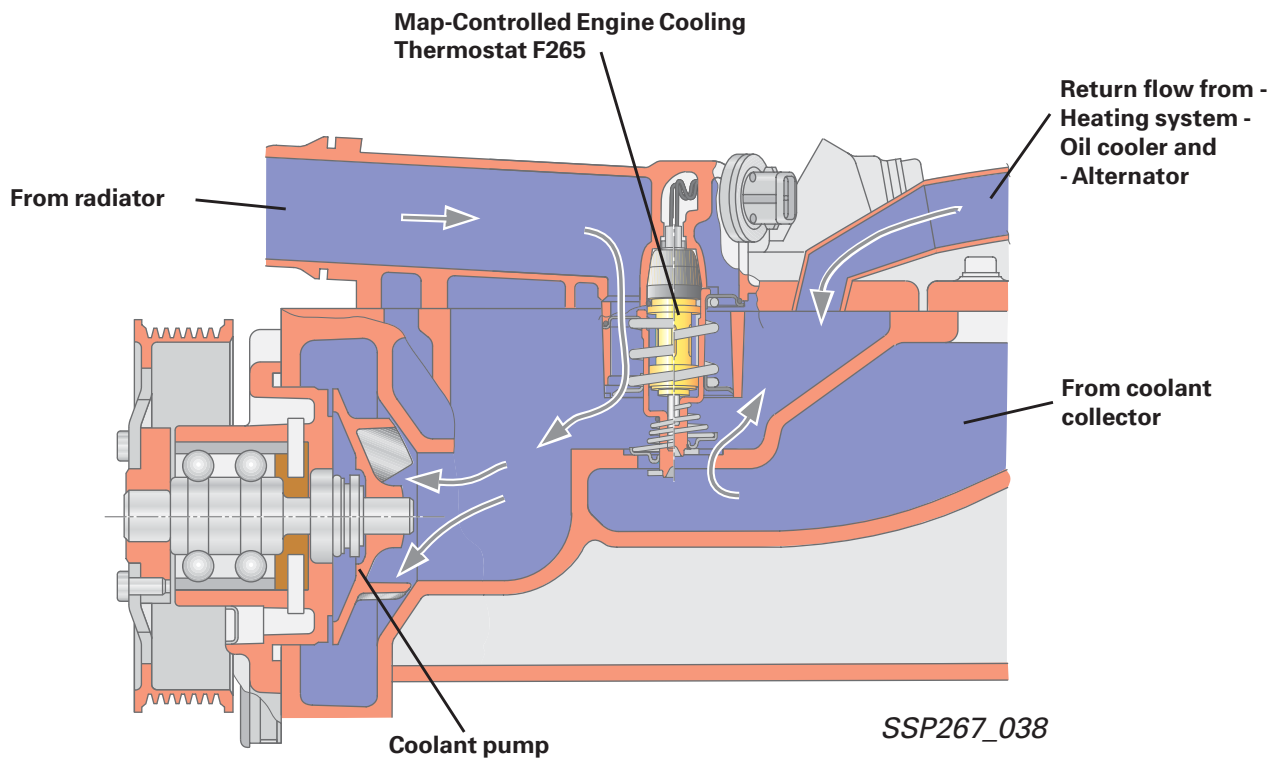 Map-Controlled Engine Cooling
Thermostat F265
Return flow from -
Heating system -
Oil cooler and
- Alternator
From radiator
From coolant
collector
Coolant pump
SSP267_038